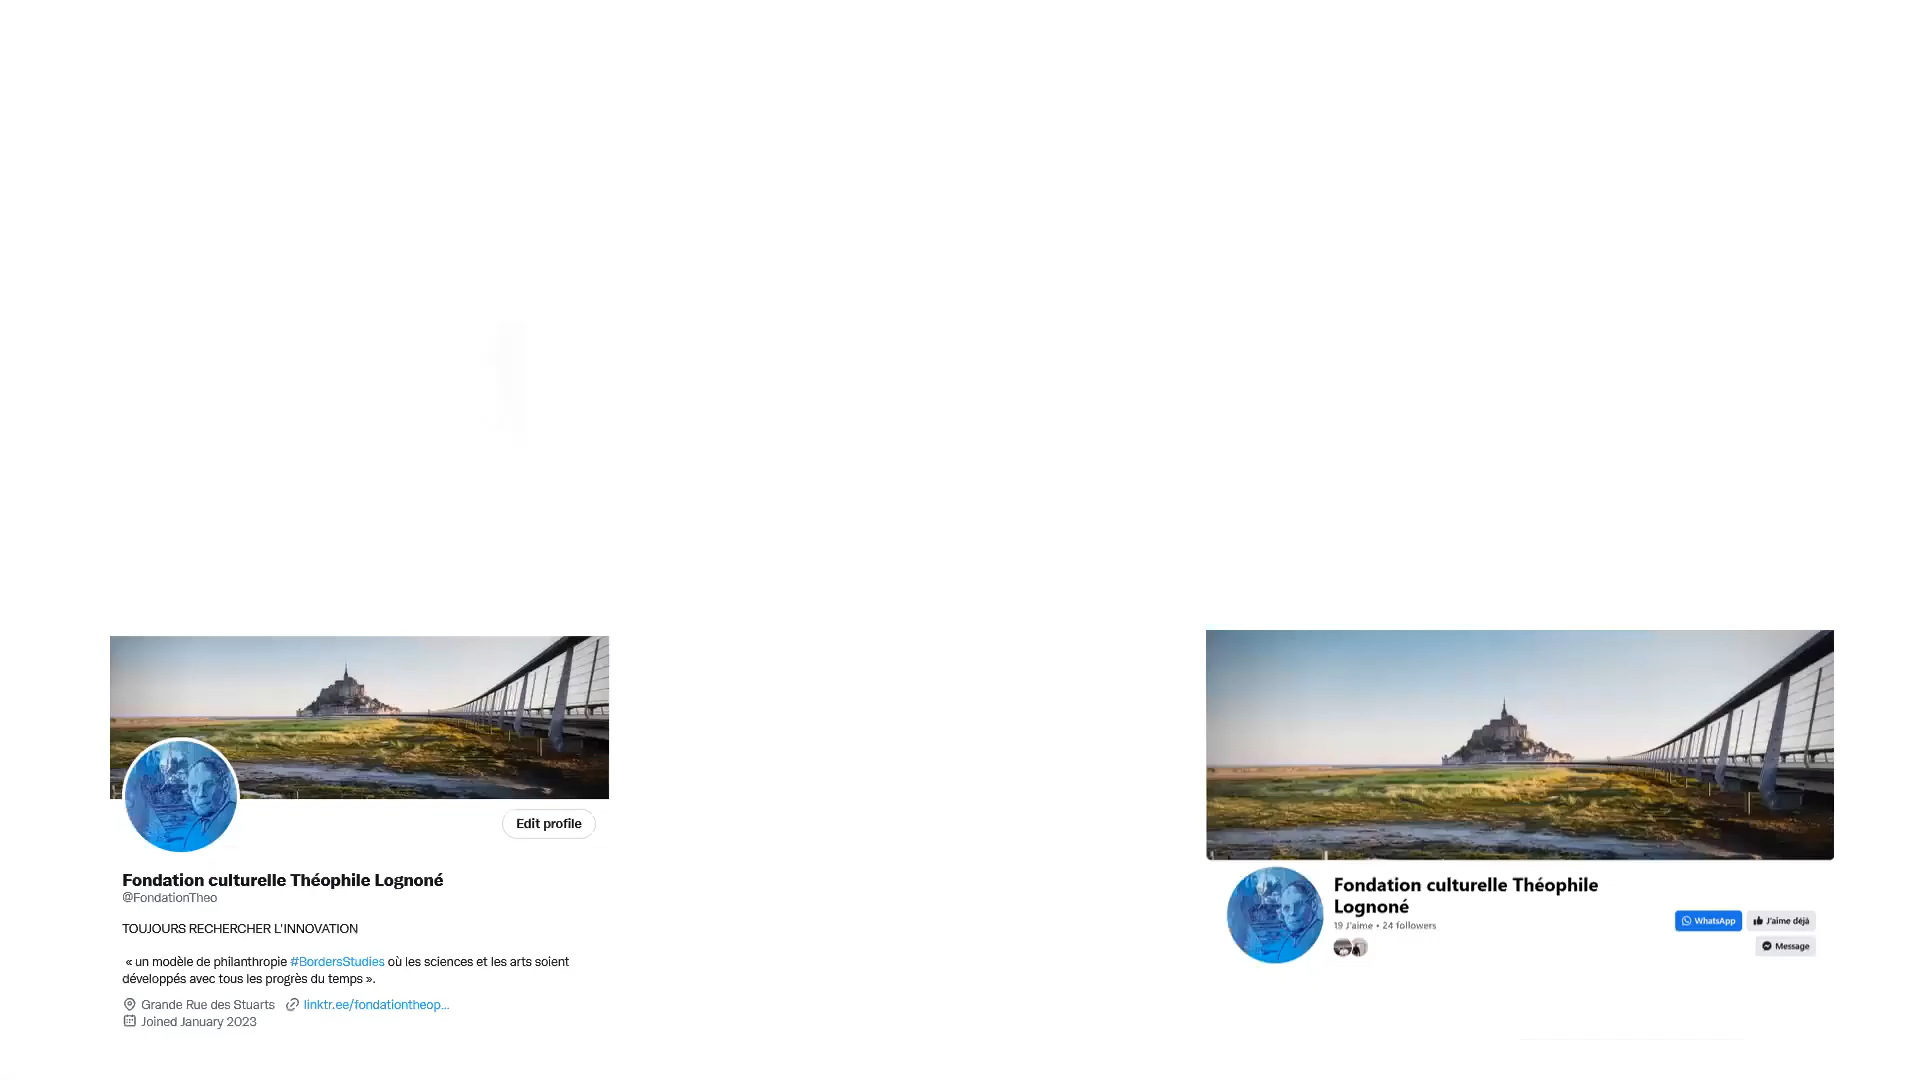 Edit profile
Fondation culturelle Théophile Lognoné
@FondationTheo
TOUJOURS RECHERCHER L'INNOVATION
« un modèle de philanthropie #BordersStudies où les sciences et les arts soient
développés avec tous les progrès du temps ».
Grande Rue des Stuarts linktr.ee/fondationtheop...
Joined January 2023
Fondation culturelle Théophile
Lognoné
19 J'aime • 24 followers
WhatsApp
J'aime déjà
Message